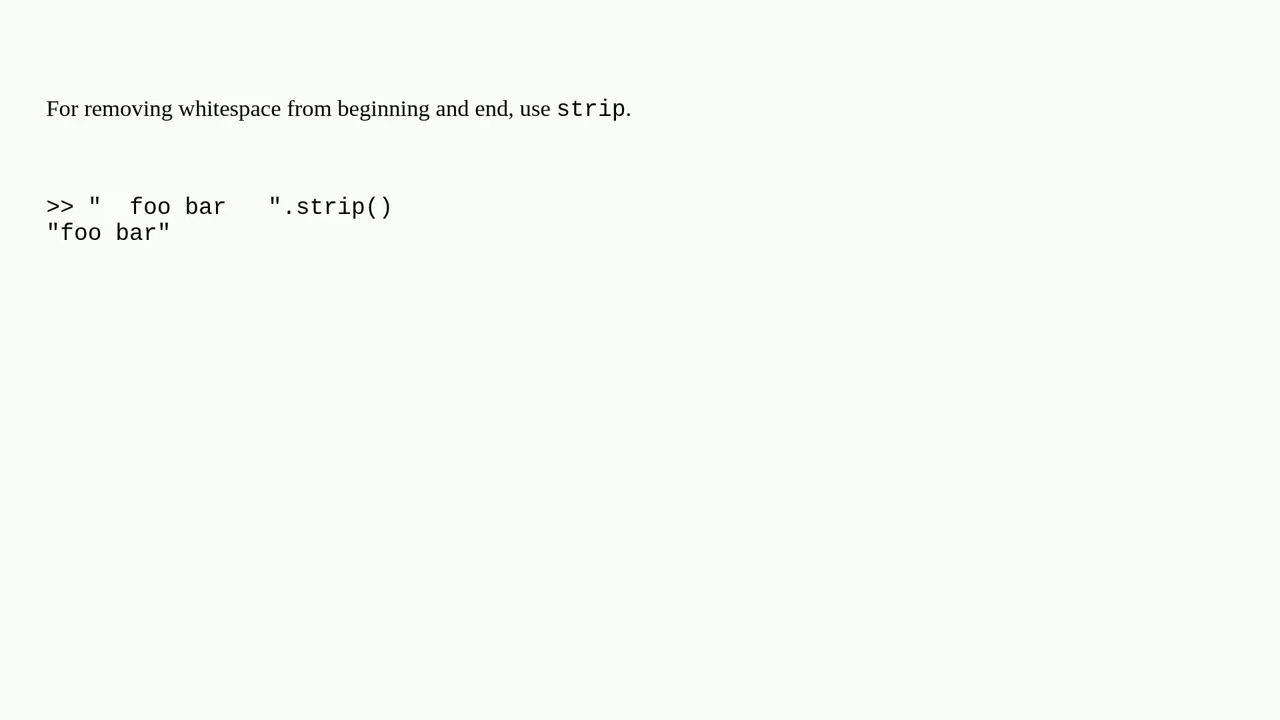 For removing whitespace from beginning and end, use strip.
>> "  foo bar   ".strip()
"foo bar"